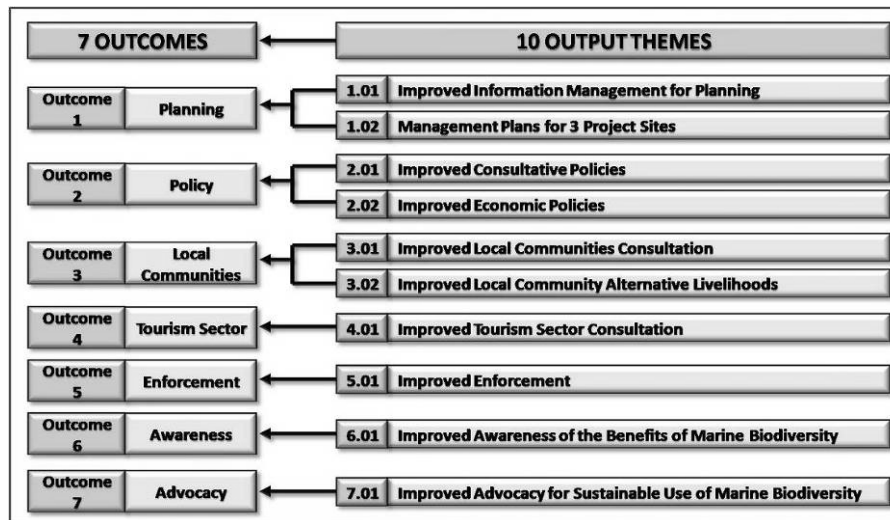 7 OUTCOMES
10 OUTPUT THEMES
Outcome
1
Planning
1.01 Improved Information Management for Planning
1.02 Management Plans for 3 Project Sites
Outcome
2
Policy
2.01 Improved Consultative Policies
2.02 Improved Economic Policies
Outcome
3
Local
Communities
3.01 Improved Local Communities Consultation
3.02 Improved Local Community Alternative Livelihoods
Outcome
4
Tourism Sector
4.01 Improved Tourism Sector Consultation
Outcome
5
Enforcement
5.01 Improved Enforcement
Outcome
6
Awareness
6.01 Improved Awareness of the Benefits of Marine Biodiversity
Outcome
7
Advocacy
7.01 Improved Advocacy for Sustainable Use of Marine Biodiversity